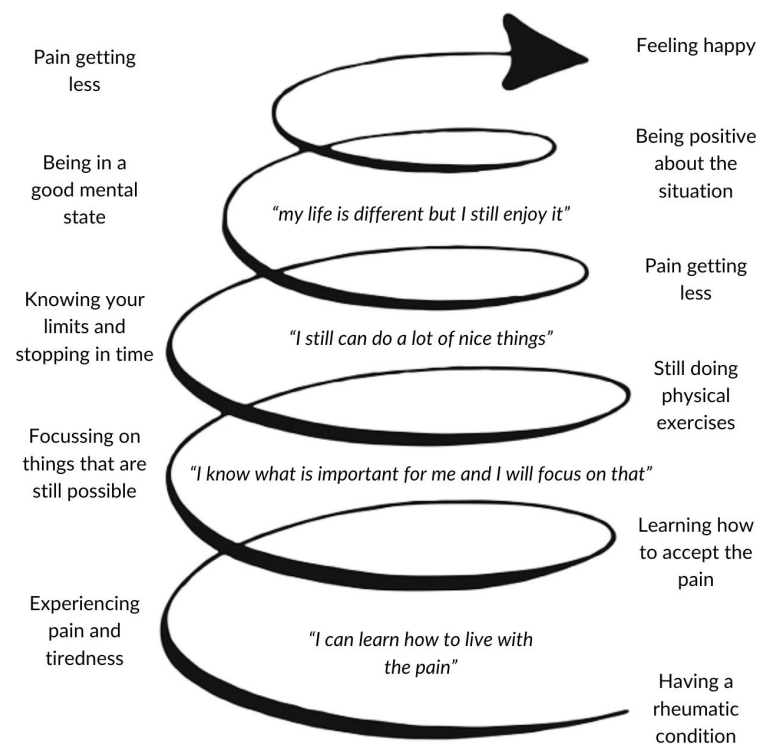 Pain getting
less
Feeling happy
Being in a
good mental
state
Being positive
about the
situation
“my life is different but I still enjoy it”
Knowing your
limits and
stopping in time
Pain getting
less
“I still can do a lot of nice things”
Still doing
physical
exercises
Focussing on
things that are
still possible
“I know what is important for me and I will focus on that”
Learning how
to accept the
pain
Experiencing
pain and
tiredness
“I can learn how to live with
the pain”
Having a
rheumatic
condition